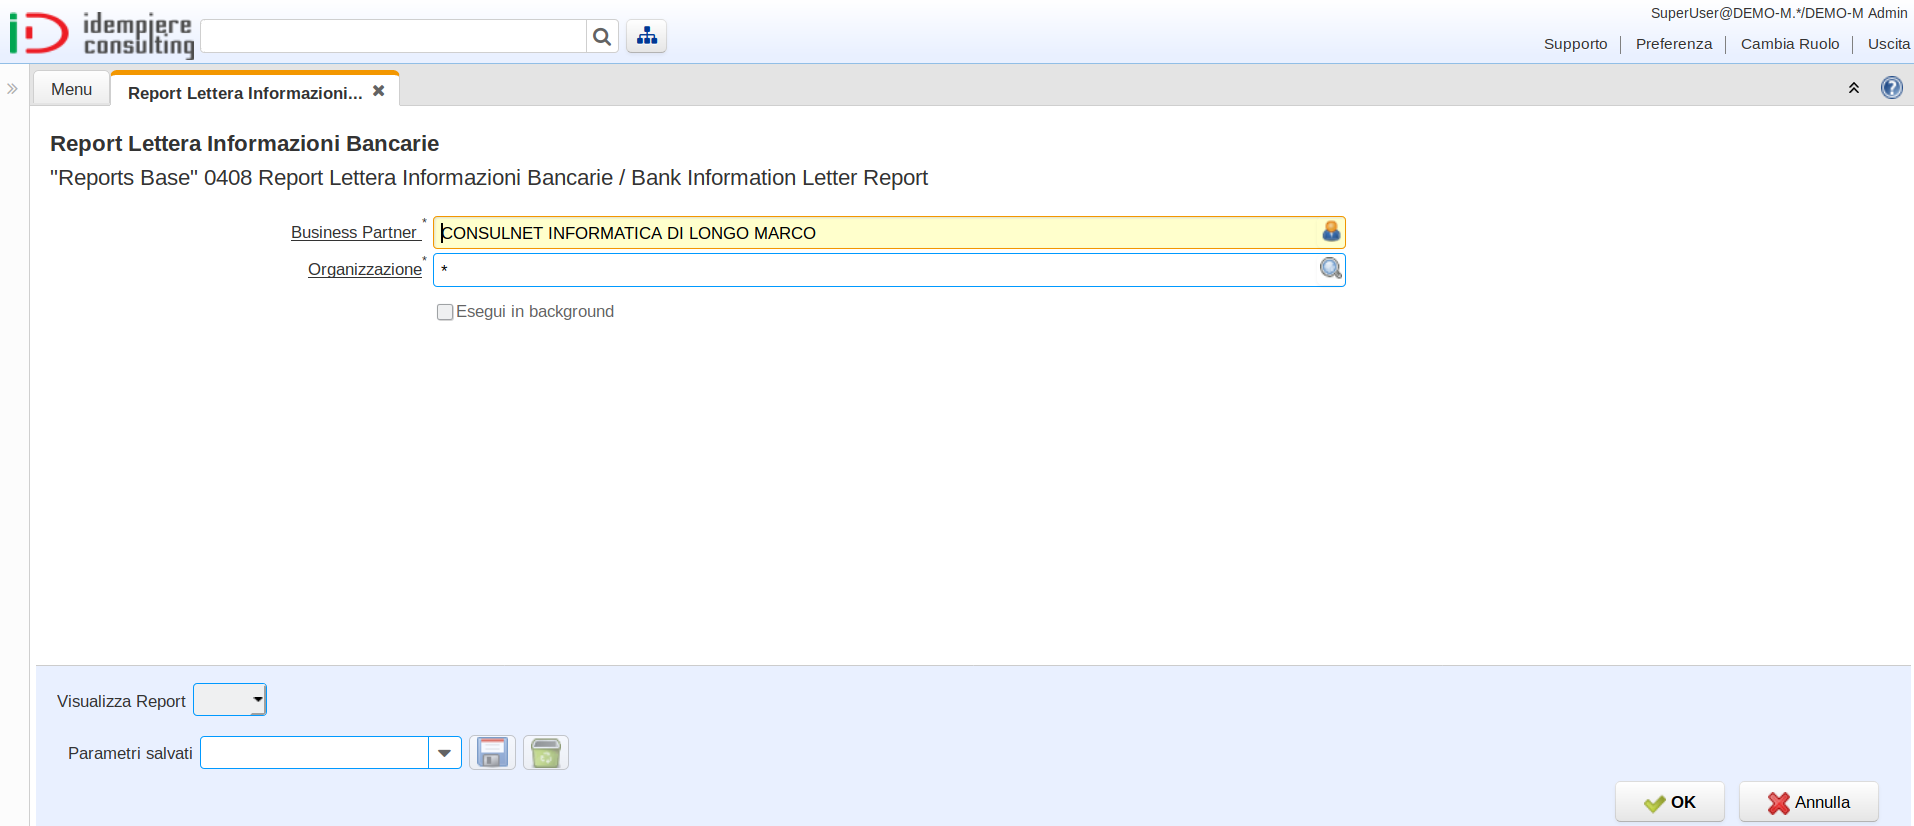 idempiere
consulting
SuperUser@DEMO-M.*/DEMO-M Admin
Supporto
Preferenza
Cambia Ruolo
Uscita
Menu
Report Lettera Informazioni...
Report Lettera Informazioni Bancarie
"Reports Base" 0408 Report Lettera Informazioni Bancarie / Bank Information Letter Report
Business Partner * CONSULNET INFORMATICA DI LONGO MARCO
Organizzazione * *
Esegui in background
Visualizza Report
Parametri salvati
OK
Annulla